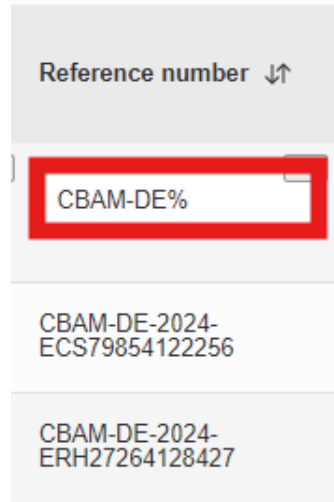 Reference number
CBAM-DE%
CBAM-DE-2024-
ECS79854122256
CBAM-DE-2024-
ERH27264128427